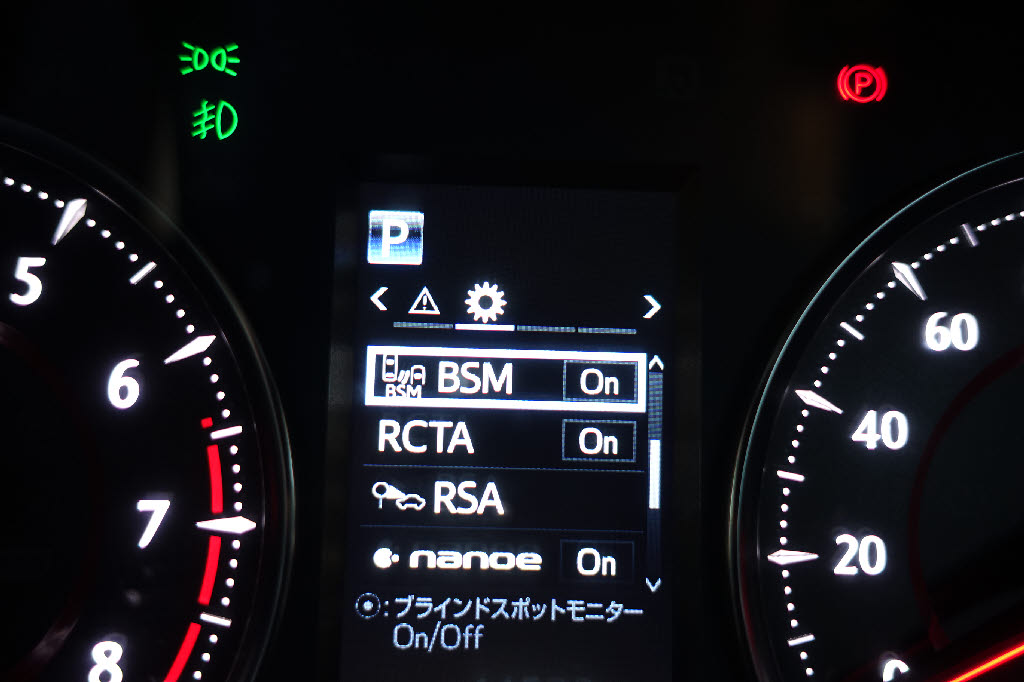 P
P
BSM BSM On
RCTA On
RSA
nanoe On
:ブラインドスポットモニター
On/Off
5
6
7
8
60
40
20
0